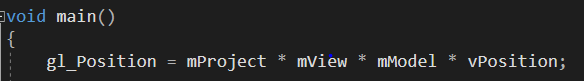 void main()
{
gl_Position = mProject * mView * mModel * vPosition;